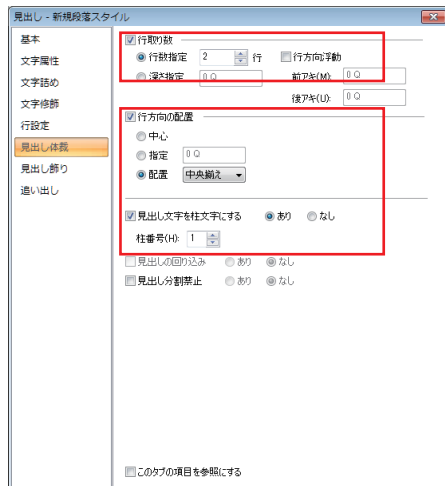 見出し - 新規段落スタイル
基本
文字属性
文字詰め
文字修飾
行設定
見出し体裁
見出し飾り
追い出し
行取り数
行数指定 2 行 行方向浮動
深さ指定 0 Q 前アキ(M): 0 Q
後アキ(U): 0 Q
行方向の配置
中心
指定 0 Q
配置 中央揃え
見出し文字を柱文字にする あり なし
柱番号(H): 1
見出しの回り込み あり なし
見出し分割禁止 あり なし
このタブの項目を参照にする